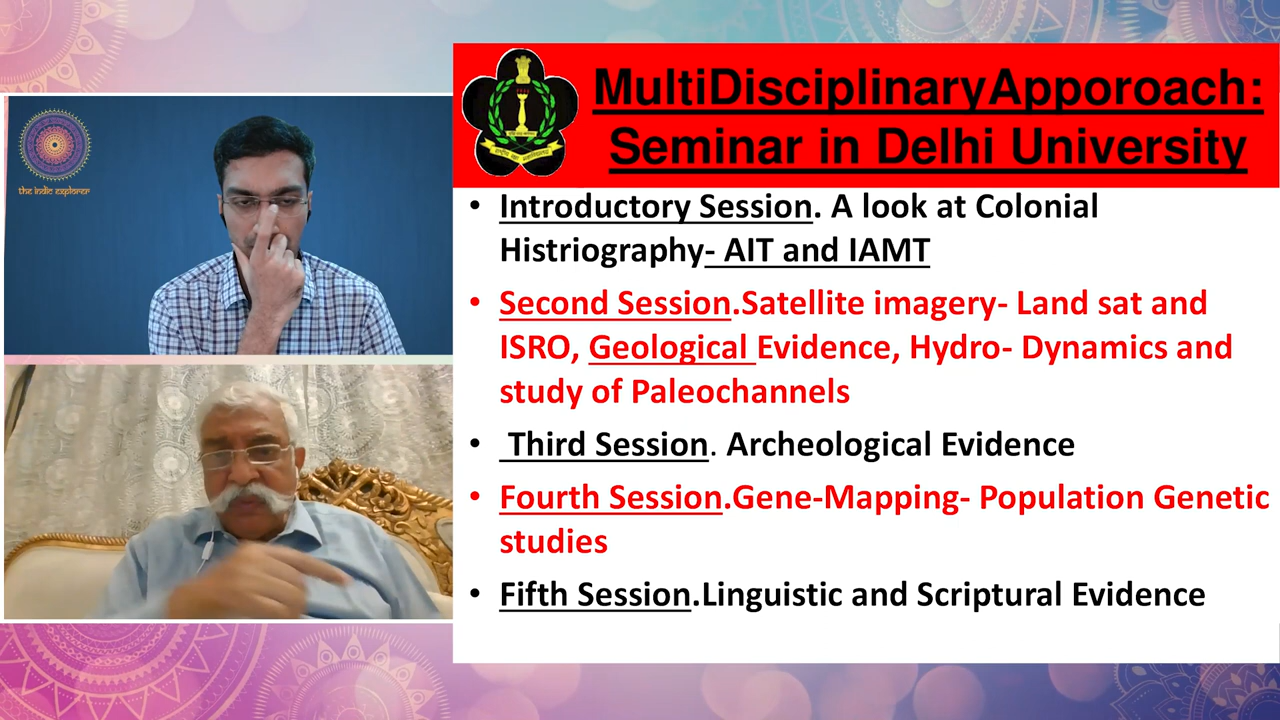 the indic explorer
MultiDisciplinaryApporoach:
Seminar in Delhi University
• Introductory Session. A look at Colonial
Histriography- AIT and IAMT
• Second Session.Satellite imagery- Land sat and
ISRO, Geological Evidence, Hydro- Dynamics and
study of Paleochannels
• Third Session. Archeological Evidence
• Fourth Session.Gene-Mapping- Population Genetic
studies
• Fifth Session.Linguistic and Scriptural Evidence